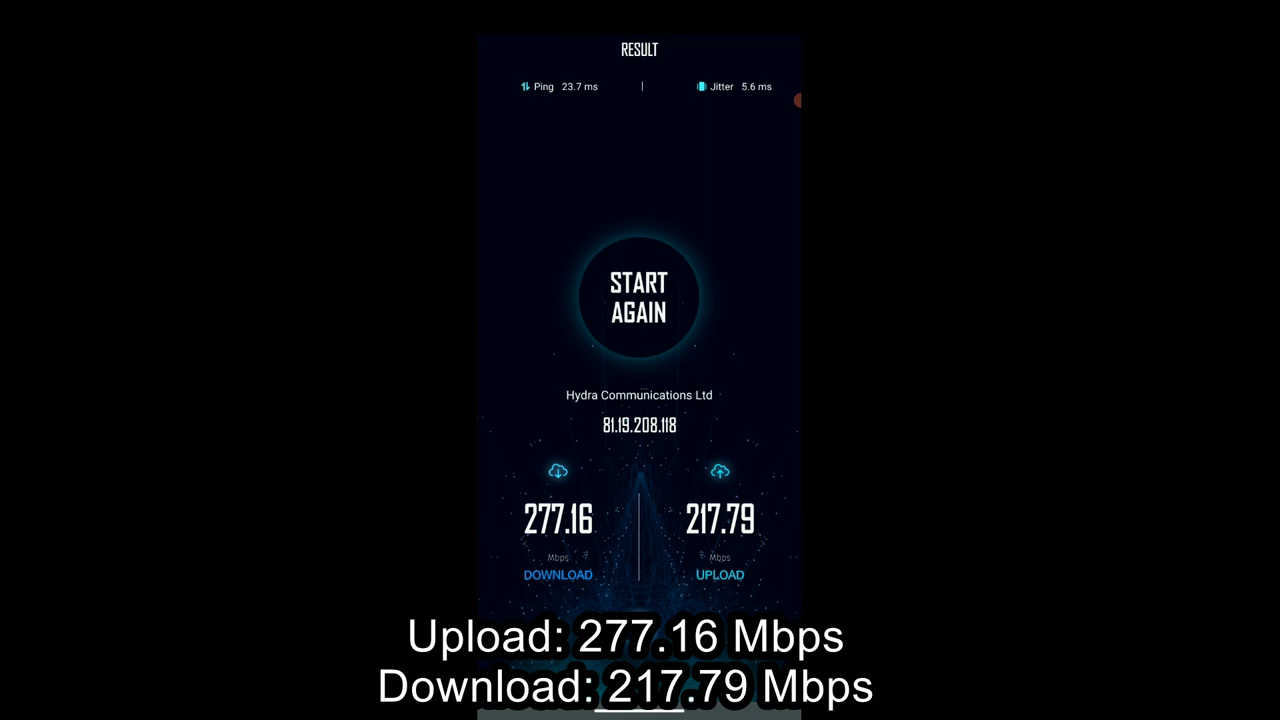 RESULT
Ping 23.7 ms | Jitter 5.6 ms
START
AGAIN
Hydra Communications Ltd
81.19.208.118
277.16 217.79
Mbps Mbps
DOWNLOAD UPLOAD
Upload: 277.16 Mbps
Download: 217.79 Mbps